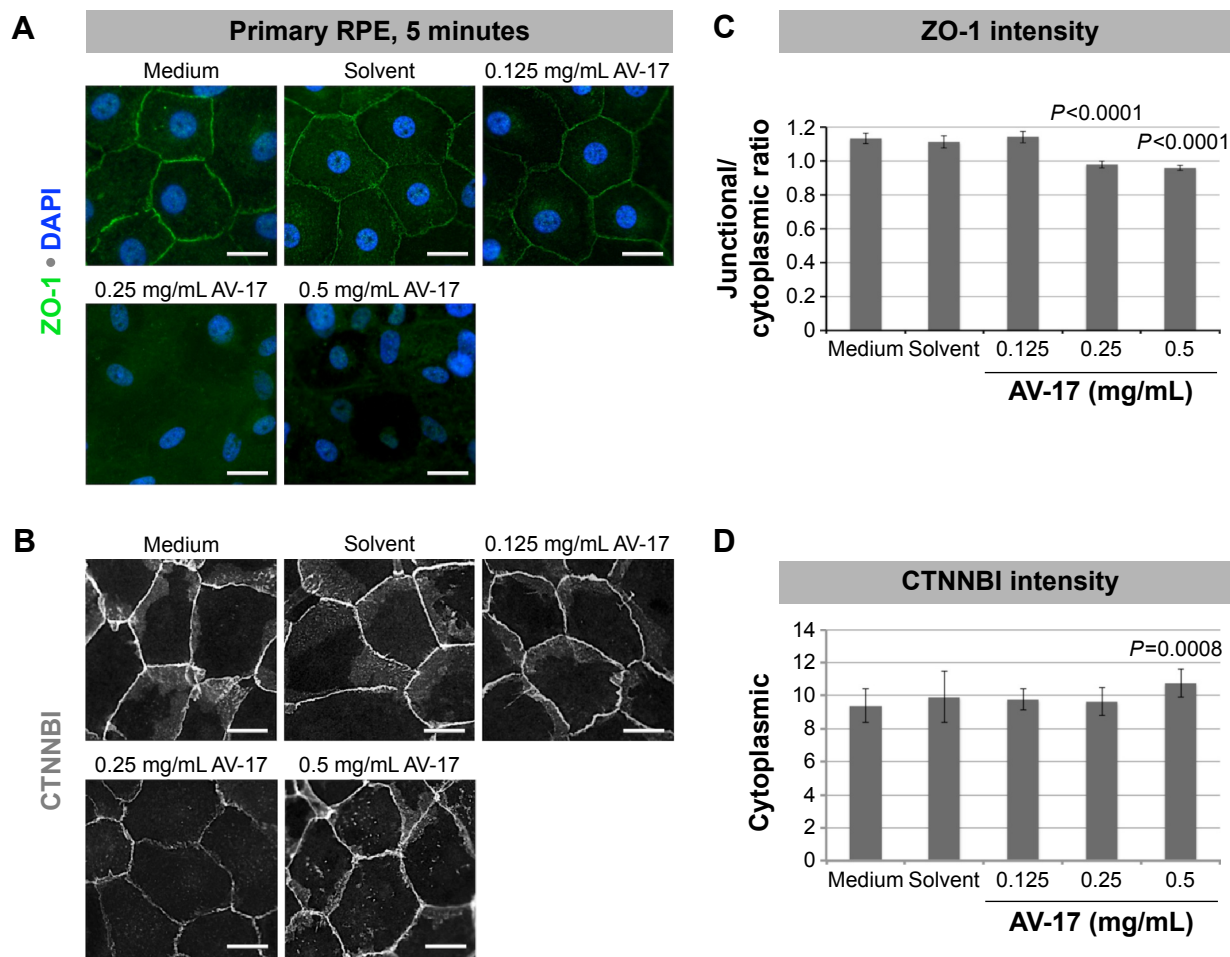 A
Primary RPE, 5 minutes
Medium
Solvent
0.125 mg/mL AV-17
0.25 mg/mL AV-17
0.5 mg/mL AV-17
ZO-1 • DAPI
B
Medium
Solvent
0.125 mg/mL AV-17
0.25 mg/mL AV-17
0.5 mg/mL AV-17
CTNNBI
C
ZO-1 intensity
Junctional/
cytoplasmic ratio
1.2
1.0
0.8
0.6
0.4
0.2
0
P<0.0001
P<0.0001
Medium Solvent 0.125 0.25 0.5
AV-17 (mg/mL)
D
CTNNBI intensity
Cytoplasmic
14
12
10
8
6
4
2
0
P=0.0008
Medium Solvent 0.125 0.25 0.5
AV-17 (mg/mL)